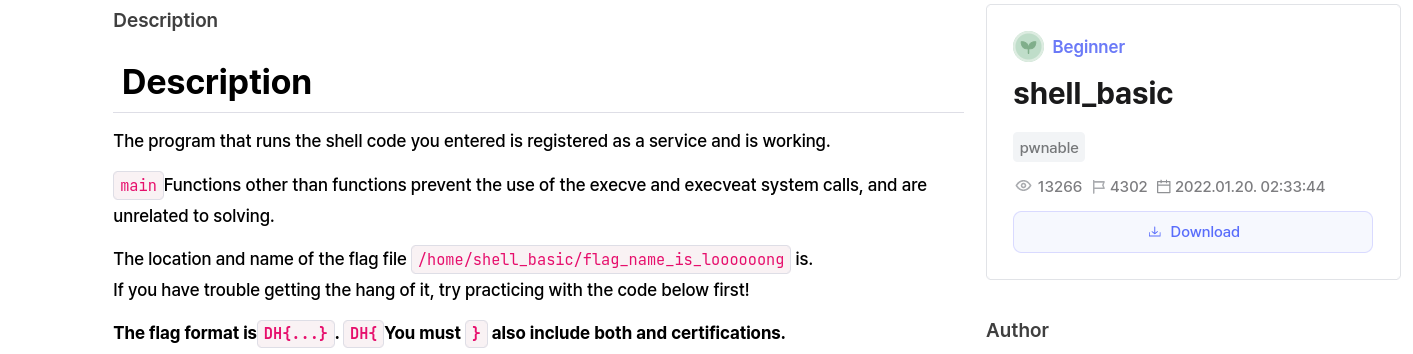 Description
Description
The program that runs the shell code you entered is registered as a service and is working.
main Functions other than functions prevent the use of the execve and execveat system calls, and are
unrelated to solving.
The location and name of the flag file /home/shell_basic/flag_name_is_loooooong is.
If you have trouble getting the hang of it, try practicing with the code below first!
The flag format is DH{...}. DH{ You must } also include both and certifications.
Beginner
shell_basic
pwnable
13266 4302 2022.01.20. 02:33:44
Download
Author